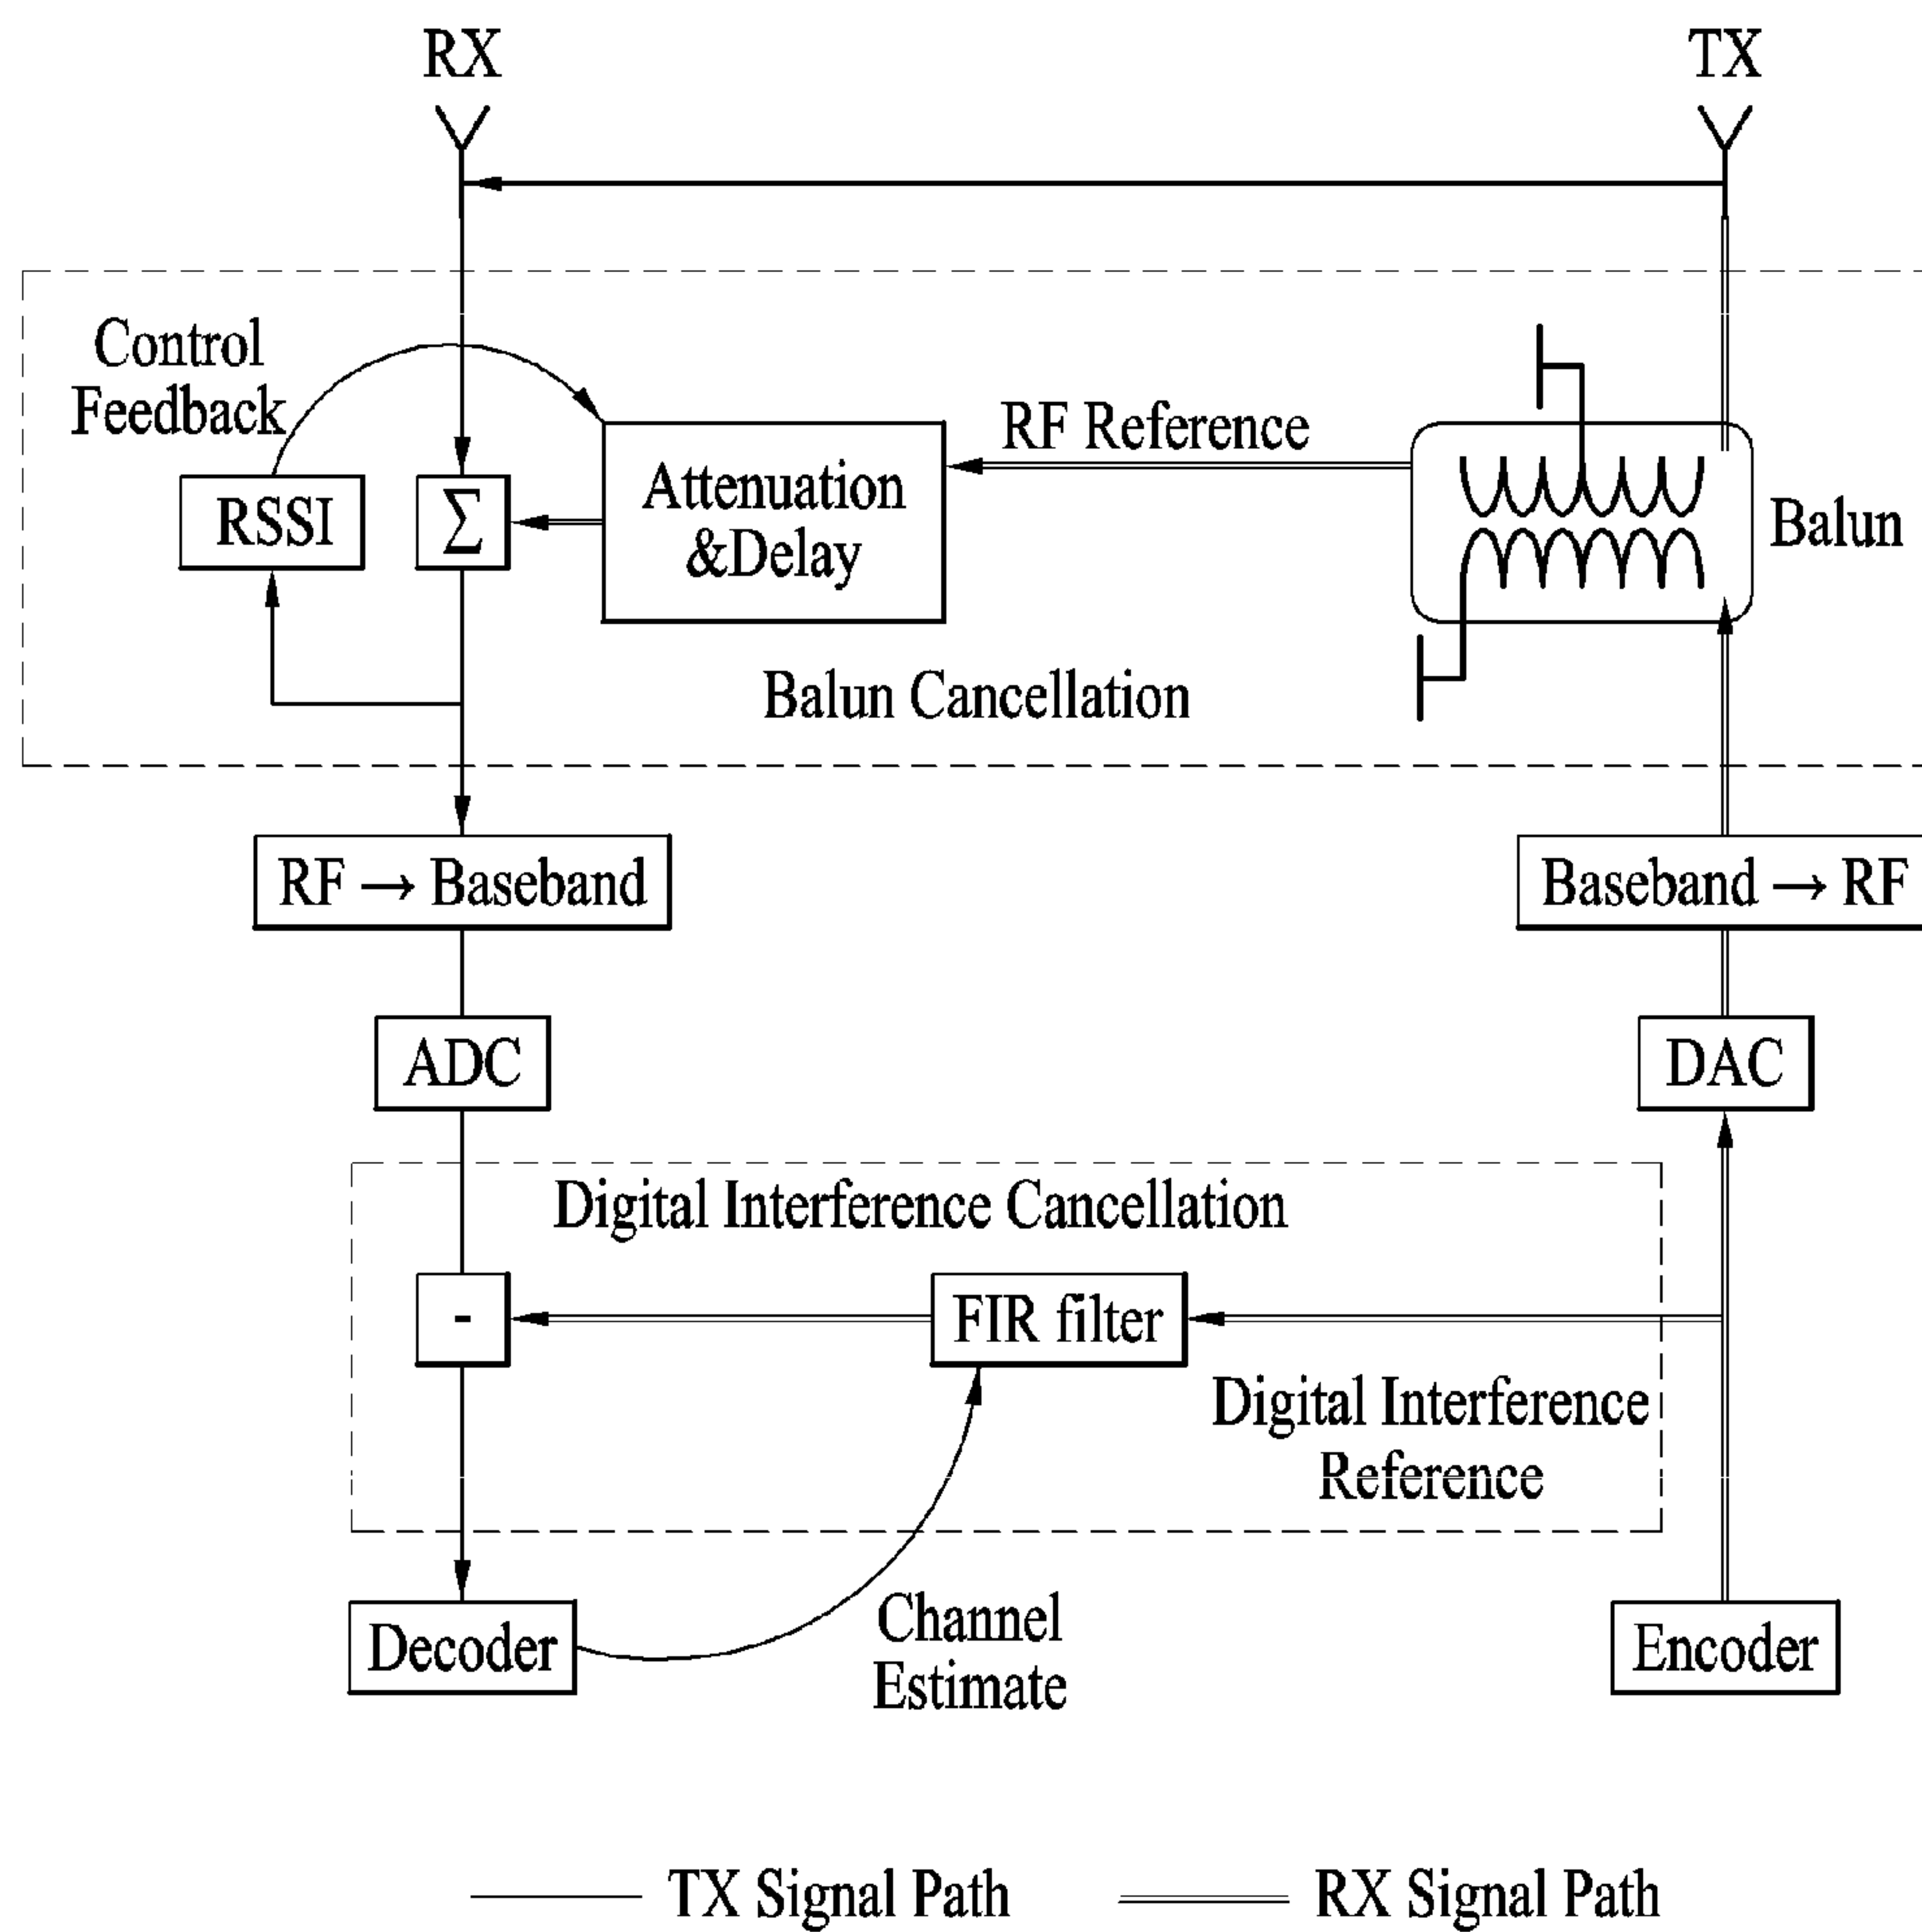 RX
TX
Control
Feedback
RF Reference
Attenuation
&Delay
RSSI
Σ
Balun
Balun Cancellation
RF → Baseband
Baseband → RF
ADC
DAC
Digital Interference Cancellation
-
FIR filter
Digital Interference
Reference
Channel
Estimate
Decoder
Encoder
TX Signal Path
RX Signal Path